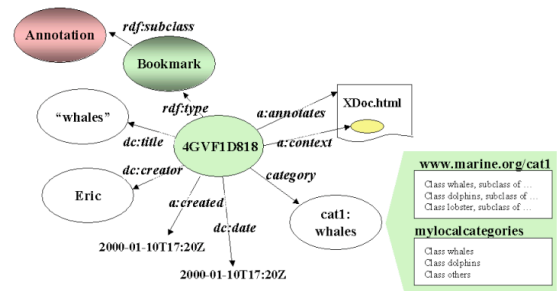 rdf:subclass
Annotation
Bookmark
rdf:type
a:annotates
XDoc.html
"whales"
dc:title
4GVF1D818
a:context
dc:creator
category
www.marine.org/cat1
Class whales, subclass of ...
Class dolphins, subclass of ...
Class lobster, subclass of ...
Eric
a:created
dc:date
cat1:
whales
mylocalcategories
Class whales
Class dolphins
Class others
2000-01-10T17:20Z
2000-01-10T17:20Z